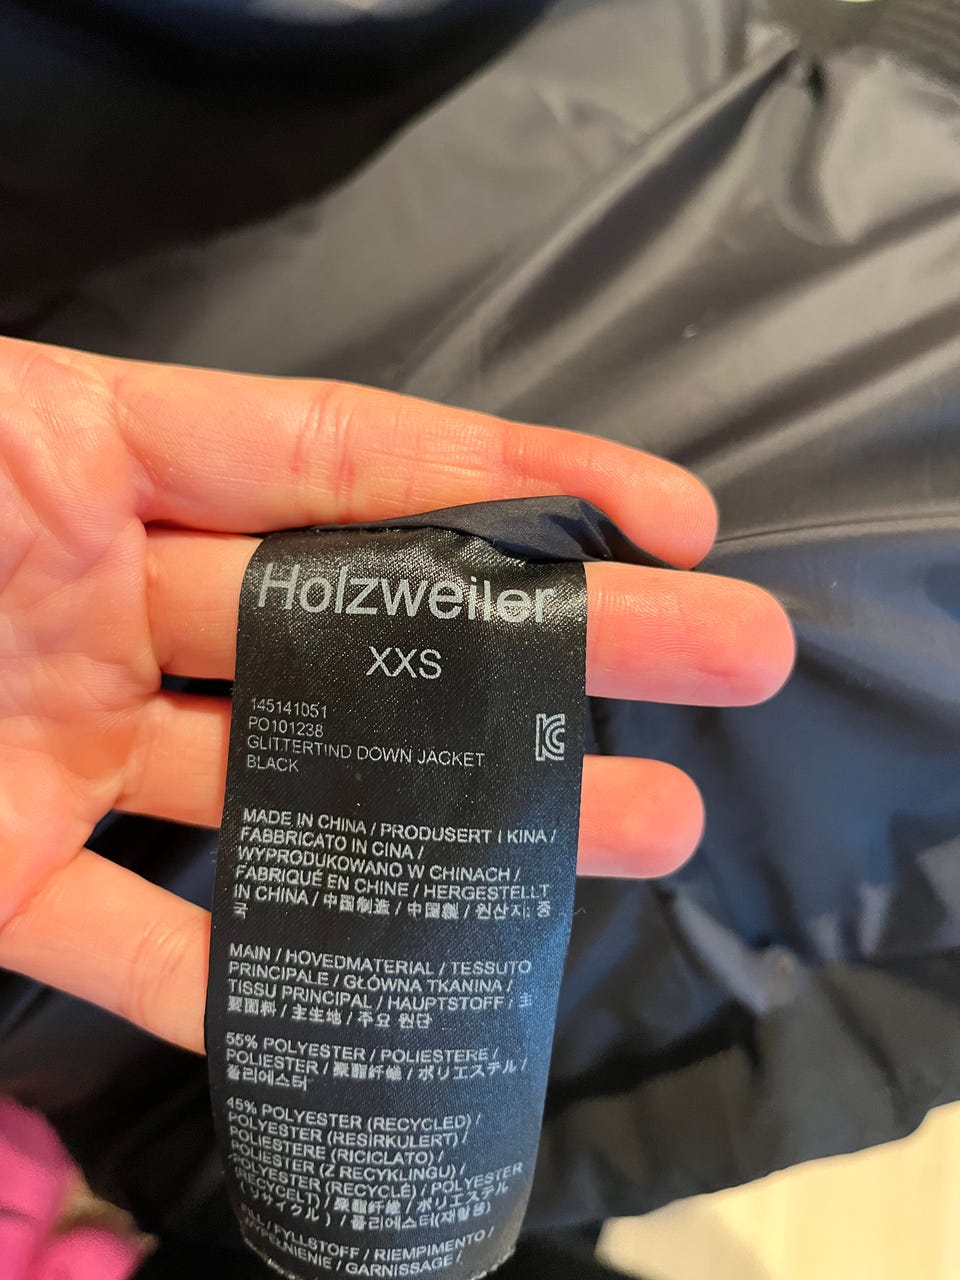 Holzweiler
XXS
145141051
PO101238
GLITTERTIND DOWN JACKET
BLACK
MADE IN CHINA / PRODUSERT I KINA /
FABBRICATO IN CINA /
WYPRODUKOWANO W CHINACH /
FABRIQUÉ EN CHINE / HERGESTELLT
IN CHINA / 中国制造 / 中国製 / 원산지: 중
국
MAIN / HOVEDMATERIAL / TESSUTO
PRINCIPALE / GŁÓWNA TKANINA /
TISSU PRINCIPAL / HAUPTSTOFF / 主
要面料 / 主生地 / 주요 원단
55% POLYESTER / POLIESTERE /
POLIESTER / 聚酯纤维 / ポリエステル /
폴리에스터
45% POLYESTER (RECYCLED) /
POLYESTER (RESIRKULERT) /
POLIESTERE (RICICLATO) /
POLIESTER (Z RECYKLINGU) /
POLYESTER (RECYCLÉ) / POLYESTER
(RECYCELT) / 聚酯纤维 / ポリエステル
(リサイクル) / 폴리에스터(재활용)
FILL / FYLLSTOFF / RIEMPIMENTO /
WYPEŁNIENIE / GARNISSAGE /